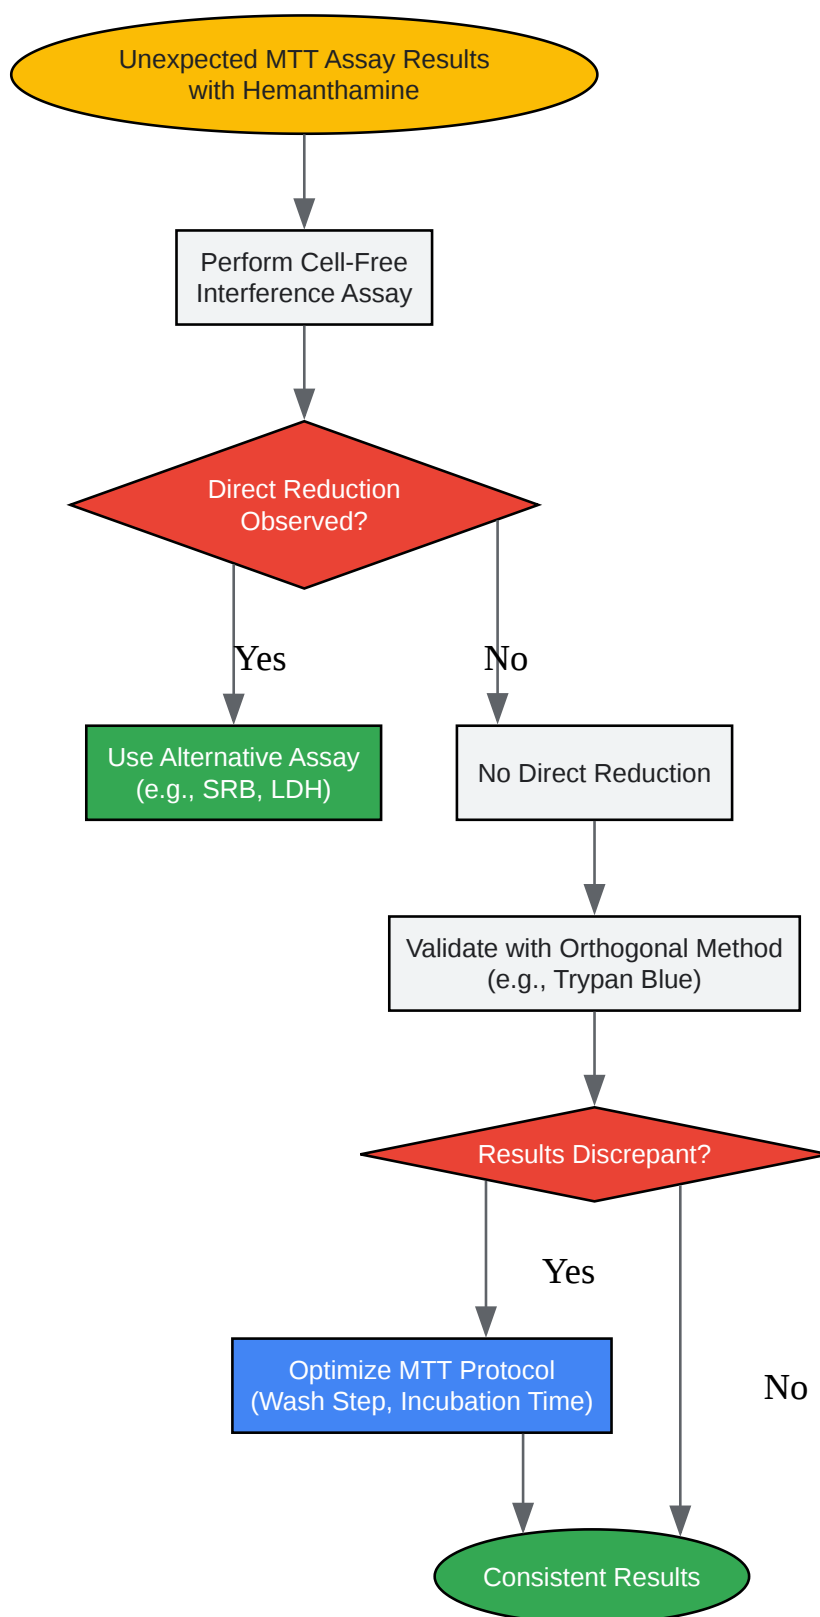 Unexpected MTT Assay Results
with Hemanthamine
Perform Cell-Free
Interference Assay
Direct Reduction
Observed?
Yes
No
Use Alternative Assay
(e.g., SRB, LDH)
No Direct Reduction
Validate with Orthogonal Method
(e.g., Trypan Blue)
Results Discrepant?
Yes
Optimize MTT Protocol
(Wash Step, Incubation Time)
No
Consistent Results